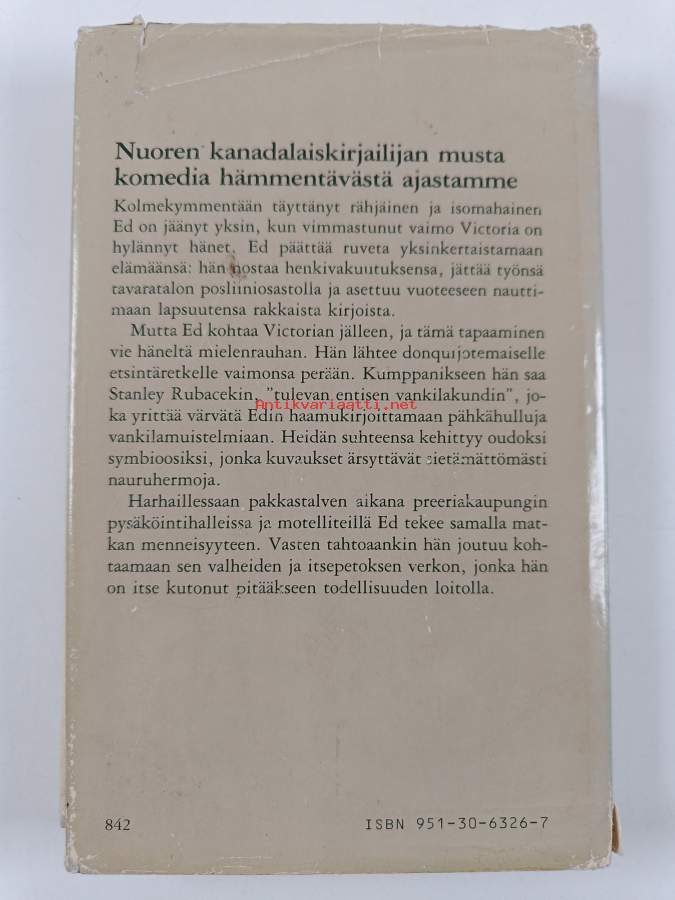 Nuoren kanadalaiskirjailijan musta
komedia hämmentävästä ajastamme
Kolmekymmentään täyttänyt rähjäinen ja isomahainen
Ed on jäänyt yksin, kun vimmastunut vaimo Victoria on
hylännyt hänet. Ed päättää ruveta yksinkertaistamaan
elämäänsä: hän nostaa henkivakuutuksensa, jättää työnsä
tavaratalon posliiniosastolla ja asettuu vuoteeseen nautti-
maan lapsuutensa rakkaista kirjoista.
Mutta Ed kohtaa Victorian jälleen, ja tämä tapaaminen
vie häneltä mielenrauhan. Hän lähtee donquijotemaiselle
etsintäretkelle vaimonsa perään. Kumppanikseen hän saa
Stanley Rubacekin, "tulevan entisen vankilakundin", jo-
Antikvariaatti.net
ka yrittää värvätä Edin haamukirjoittamaan pähkähulluja
vankilamuistelmiaan. Heidän suhteensa kehittyy oudoksi
symbioosiksi, jonka kuvaukset ärsyttävät sietämättömästi
nauruhermoja.
Harhaillessaan pakkastalven aikana preeriakaupungin
pysäköintihalleissa ja motelliteillä Ed tekee samalla mat-
kan menneisyyteen. Vasten tahtoaankin hän joutuu koh-
taamaan sen valheiden ja itsepetoksen verkon, jonka hän
on itse kutonut pitääkseen todellisuuden loitolla.
842
ISBN 951-30-6326-7